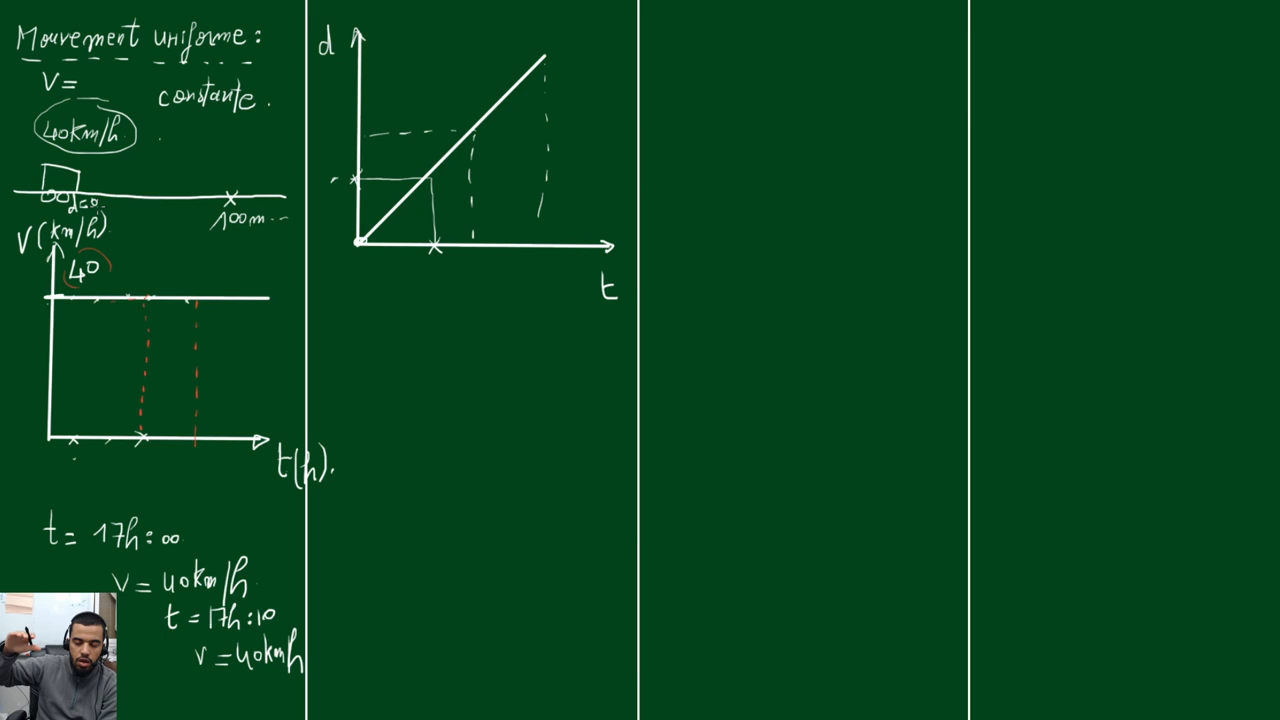 Mouvement uniforme :
V =
constante.
40km/h.
d=0.
100m
V(km/h)
40
t(h).
t = 17h:00
V = 40km/h
t = 17h:10
V = 40km/h
d
t